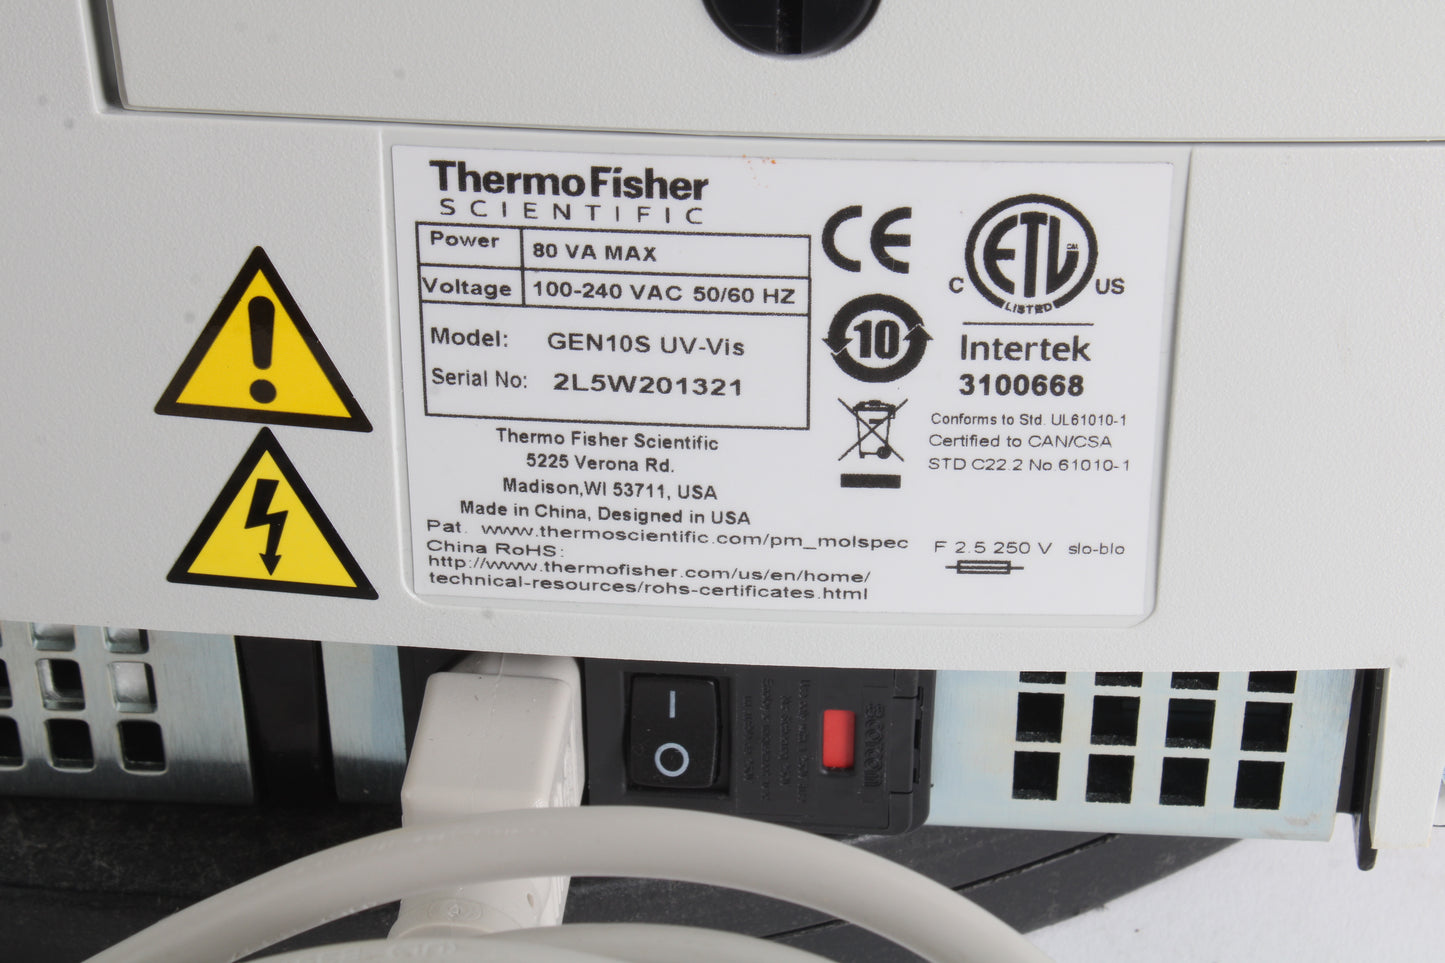 ThermoFisher
SCIENTIFIC
Power 80 VA MAX
Voltage 100-240 VAC 50/60 HZ
Model: GEN10S UV-Vis
Serial No: 2L5W201321
Thermo Fisher Scientific
5225 Verona Rd.
Madison,WI 53711, USA
Made in China, Designed in USA
Pat. www.thermoscientific.com/pm_molspec
China RoHS:
http://www.thermofisher.com/us/en/home/
technical-resources/rohs-certificates.html
CE
10
C ETL US
LISTED
Intertek
3100668
Conforms to Std. UL61010-1
Certified to CAN/CSA
STD C22.2 No 61010-1
F 2.5 250 V slo-blo